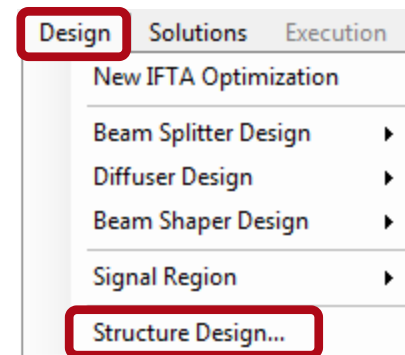 Design Solutions Execution
New IFTA Optimization
Beam Splitter Design
Diffuser Design
Beam Shaper Design
Signal Region
Structure Design...